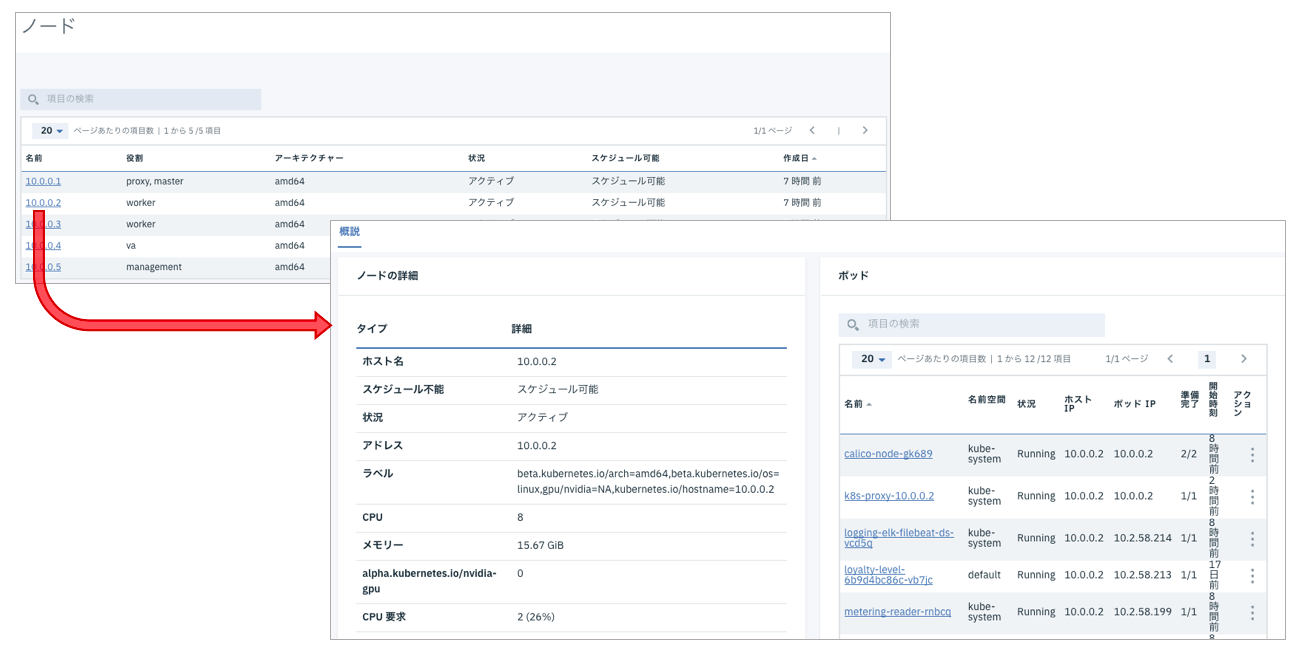 ノード
項目の検索
20 ページあたりの項目数 | 1 から 5 /5 項目 1/1 ページ |
名前 役割 アーキテクチャー 状況 スケジュール可能 作成日
10.0.0.1 proxy, master amd64 アクティブ スケジュール可能 7 時間 前
10.0.0.2 worker amd64 アクティブ スケジュール可能 7 時間 前
10.0.0.3 worker amd64
10.0.0.4 va amd64
10.0.0.5 management amd64
概説
ノードの詳細
タイプ 詳細
ホスト名 10.0.0.2
スケジュール不能 スケジュール可能
状況 アクティブ
アドレス 10.0.0.2
ラベル beta.kubernetes.io/arch=amd64,beta.kubernetes.io/os=
linux,gpu/nvidia=NA,kubernetes.io/hostname=10.0.0.2
CPU 8
メモリー 15.67 GiB
alpha.kubernetes.io/nvidia-
gpu 0
CPU 要求 2 (26%)
ポッド
項目の検索
20 ページあたりの項目数 | 1 から 12 /12 項目 1/1 ページ 1
名前 名前空間 状況 ホスト IP ポッド IP 準備完了 開始時刻 アクション
calico-node-gk689 kube-system Running 10.0.0.2 10.0.0.2 2/2 8 時間 前
k8s-proxy-10.0.0.2 kube-system Running 10.0.0.2 10.0.0.2 1/1 2 時間 前
logging-elk-filebeat-ds-vcd5q kube-system Running 10.0.0.2 10.2.58.214 1/1 8 時間 前
loyalty-level-6b9d4bc86c-vb7jc default Running 10.0.0.2 10.2.58.213 1/1 17 日 前
metering-reader-rnbcq kube-system Running 10.0.0.2 10.2.58.199 1/1 8 時間 前